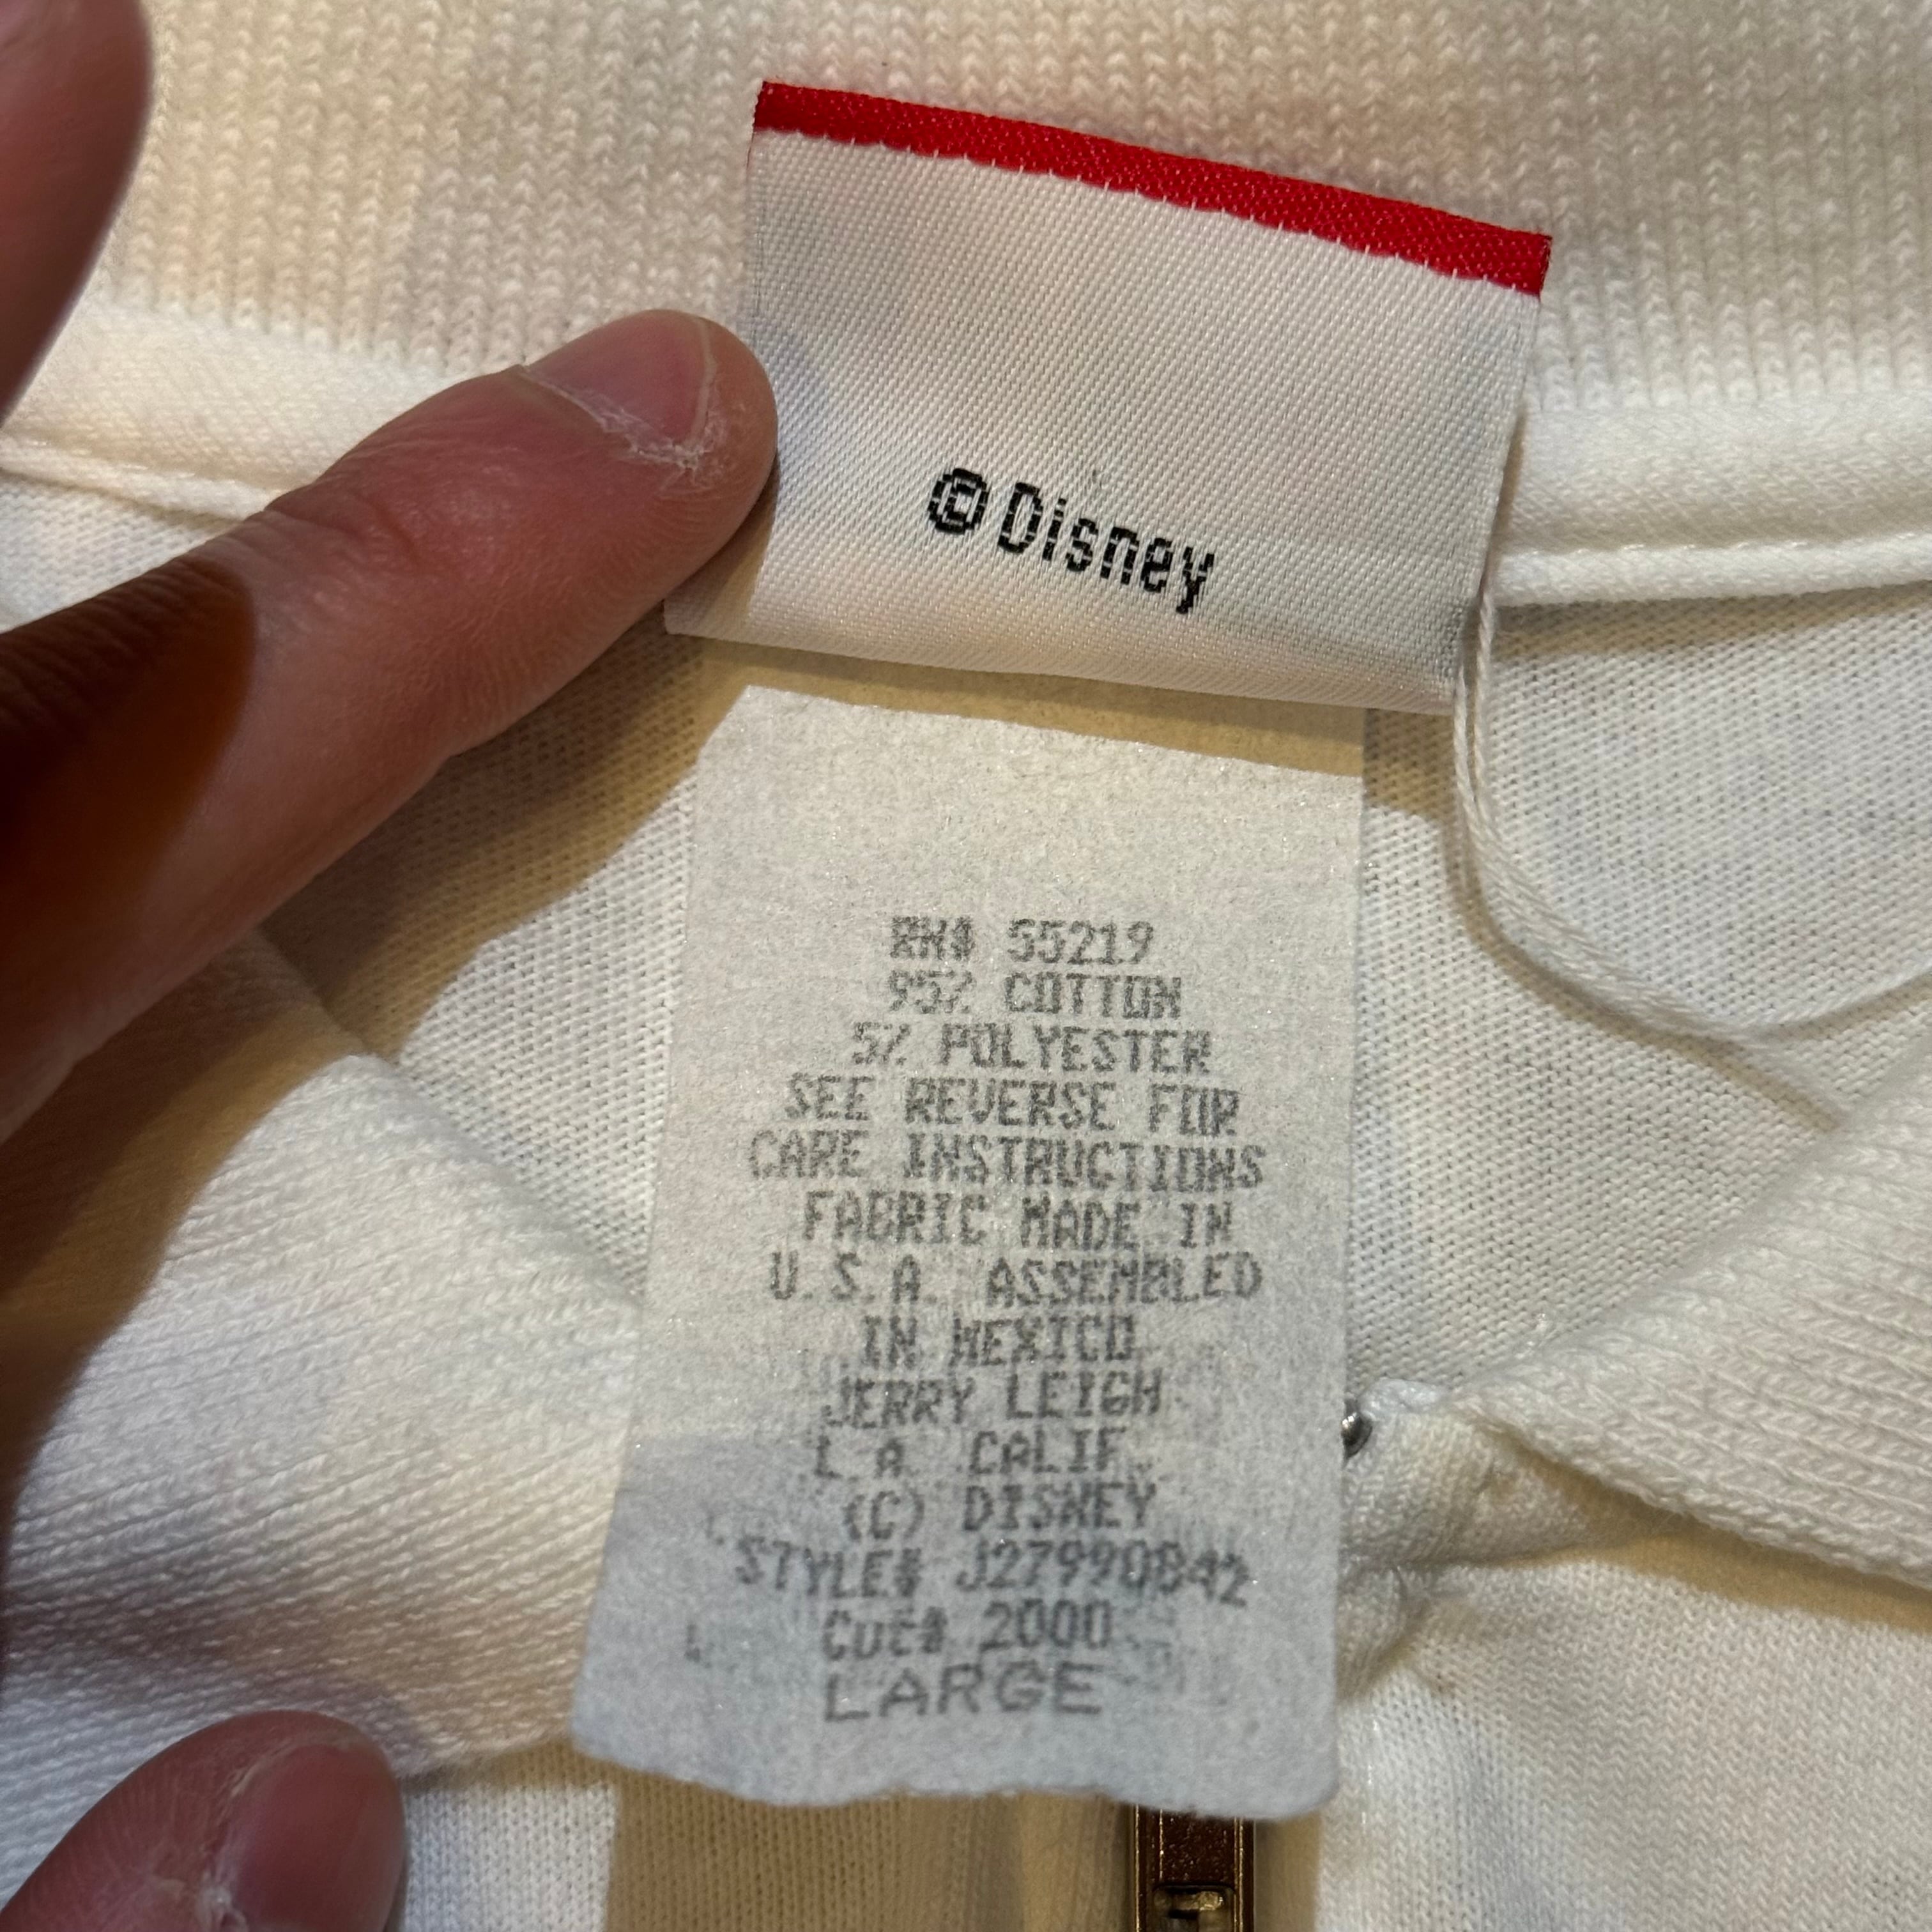 ©Disney
RN# 55219
95% COTTON
5% POLYESTER
SEE REVERSE FOR
CARE INSTRUCTIONS
FABRIC MADE IN
U.S.A. ASSEMBLED
IN MEXICO
JERRY LEIGH
L.A. CALIF.
(C) DISNEY
STYLE# J27990842
Cut# 2000
LARGE